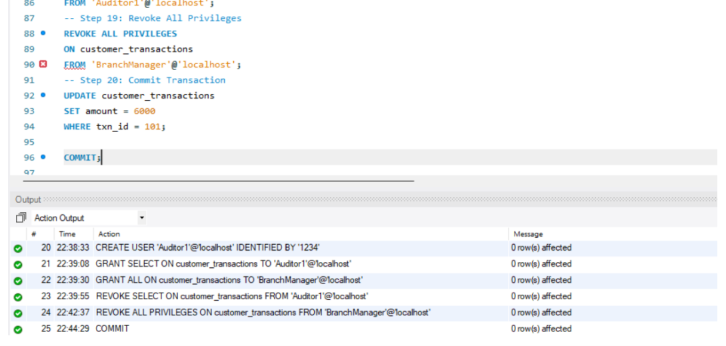 86 FROM 'Auditor1'@'localhost';
87 -- Step 19: Revoke All Privileges
88 REVOKE ALL PRIVILEGES
89 ON customer_transactions
90 FROM 'BranchManager'@'localhost';
91 -- Step 20: Commit Transaction
92 UPDATE customer_transactions
93 SET amount = 6000
94 WHERE txn_id = 101;
95
96 COMMIT;
97
Output
Action Output
# Time Action Message
20 22:38:33 CREATE USER 'Auditor1'@'localhost' IDENTIFIED BY '1234' 0 row(s) affected
21 22:39:08 GRANT SELECT ON customer_transactions TO 'Auditor1'@'localhost' 0 row(s) affected
22 22:39:30 GRANT ALL ON customer_transactions TO 'BranchManager'@'localhost' 0 row(s) affected
23 22:39:55 REVOKE SELECT ON customer_transactions FROM 'Auditor1'@'localhost' 0 row(s) affected
24 22:42:37 REVOKE ALL PRIVILEGES ON customer_transactions FROM 'BranchManager'@'localhost' 0 row(s) affected
25 22:44:29 COMMIT 0 row(s) affected